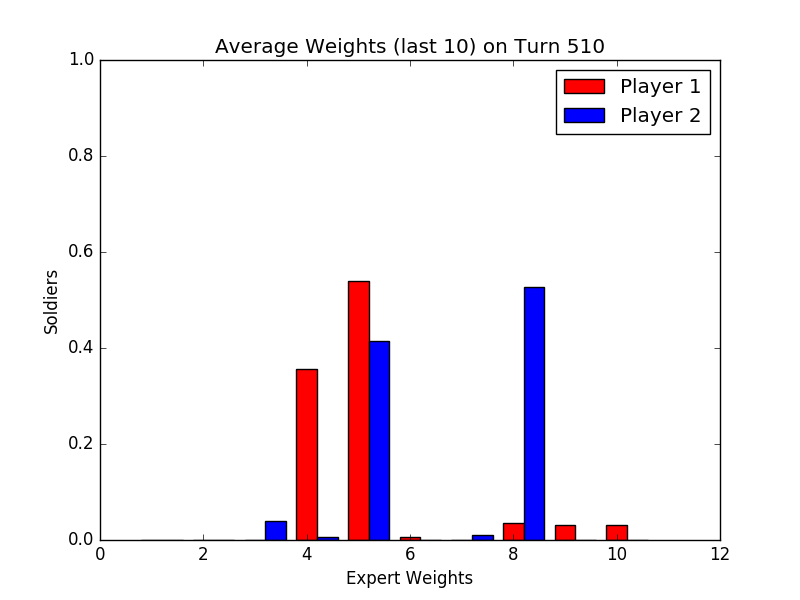 Average Weights (last 10) on Turn 510
1.0
0.8
0.6
0.4
0.2
0.0
Soldiers
0 2 4 6 8 10 12
Expert Weights
Player 1
Player 2